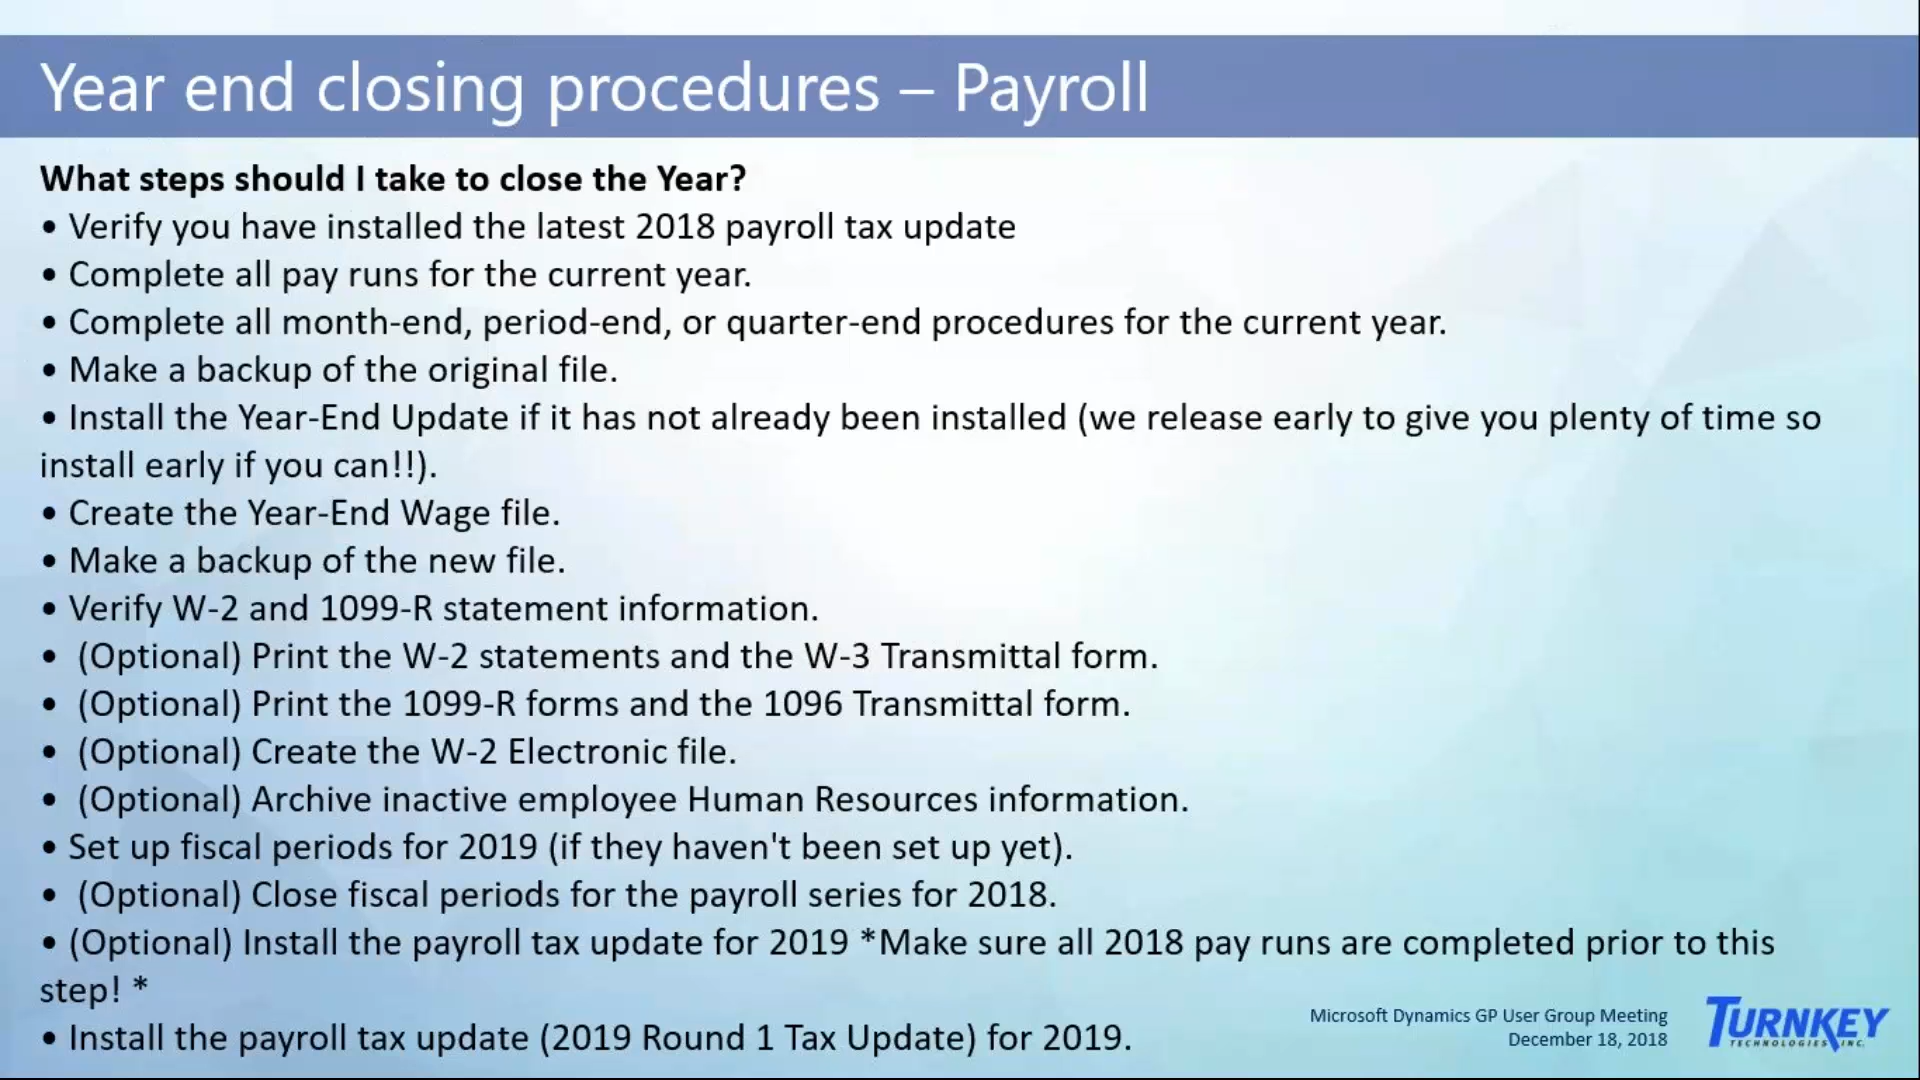 Year end closing procedures – Payroll
What steps should I take to close the Year?
• Verify you have installed the latest 2018 payroll tax update
• Complete all pay runs for the current year.
• Complete all month-end, period-end, or quarter-end procedures for the current year.
• Make a backup of the original file.
• Install the Year-End Update if it has not already been installed (we release early to give you plenty of time so
install early if you can!!).
• Create the Year-End Wage file.
• Make a backup of the new file.
• Verify W-2 and 1099-R statement information.
• (Optional) Print the W-2 statements and the W-3 Transmittal form.
• (Optional) Print the 1099-R forms and the 1096 Transmittal form.
• (Optional) Create the W-2 Electronic file.
• (Optional) Archive inactive employee Human Resources information.
• Set up fiscal periods for 2019 (if they haven't been set up yet).
• (Optional) Close fiscal periods for the payroll series for 2018.
• (Optional) Install the payroll tax update for 2019 *Make sure all 2018 pay runs are completed prior to this
step! *
• Install the payroll tax update (2019 Round 1 Tax Update) for 2019.
Microsoft Dynamics GP User Group Meeting
December 18, 2018
TURNKEY
TECHNOLOGIES, INC.